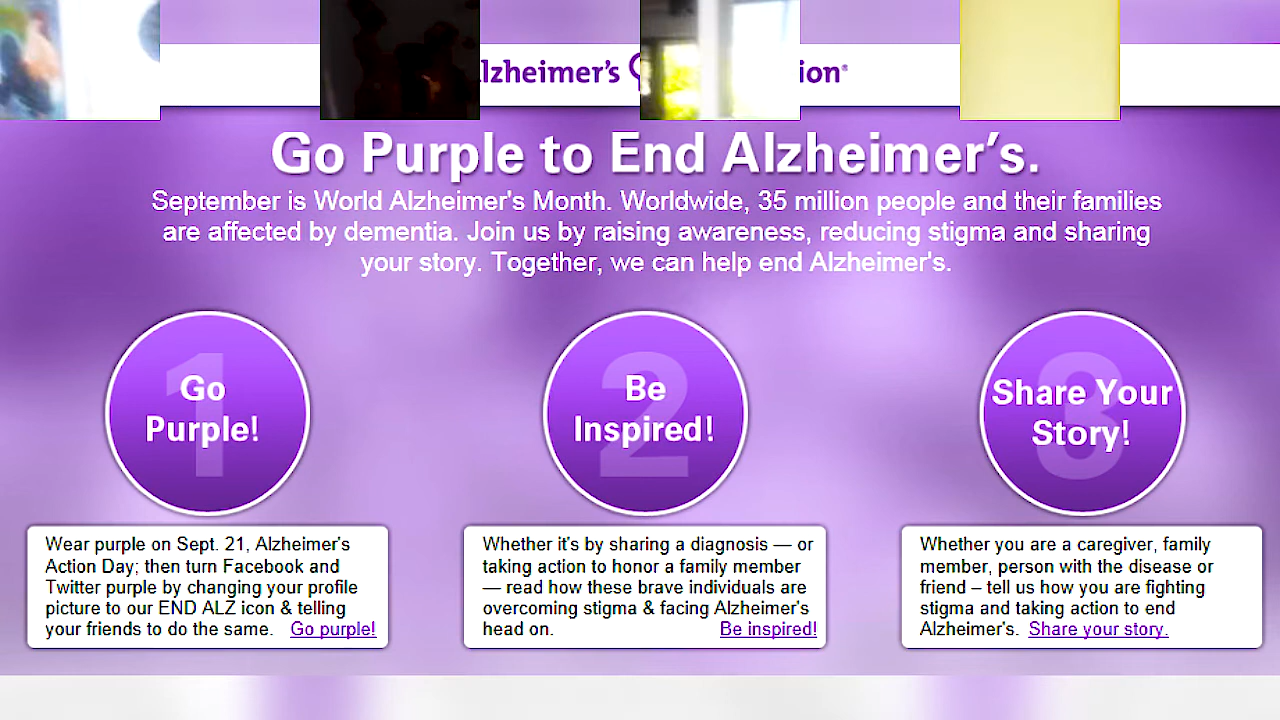 lzheimer's ion®
Go Purple to End Alzheimer's.
September is World Alzheimer's Month. Worldwide, 35 million people and their families
are affected by dementia. Join us by raising awareness, reducing stigma and sharing
your story. Together, we can help end Alzheimer's.
1
Go
Purple!
2
Be
Inspired!
3
Share Your
Story!
Wear purple on Sept. 21, Alzheimer's
Action Day; then turn Facebook and
Twitter purple by changing your profile
picture to our END ALZ icon & telling
your friends to do the same. Go purple!
Whether it's by sharing a diagnosis — or
taking action to honor a family member
— read how these brave individuals are
overcoming stigma & facing Alzheimer's
head on. Be inspired!
Whether you are a caregiver, family
member, person with the disease or
friend – tell us how you are fighting
stigma and taking action to end
Alzheimer's. Share your story.